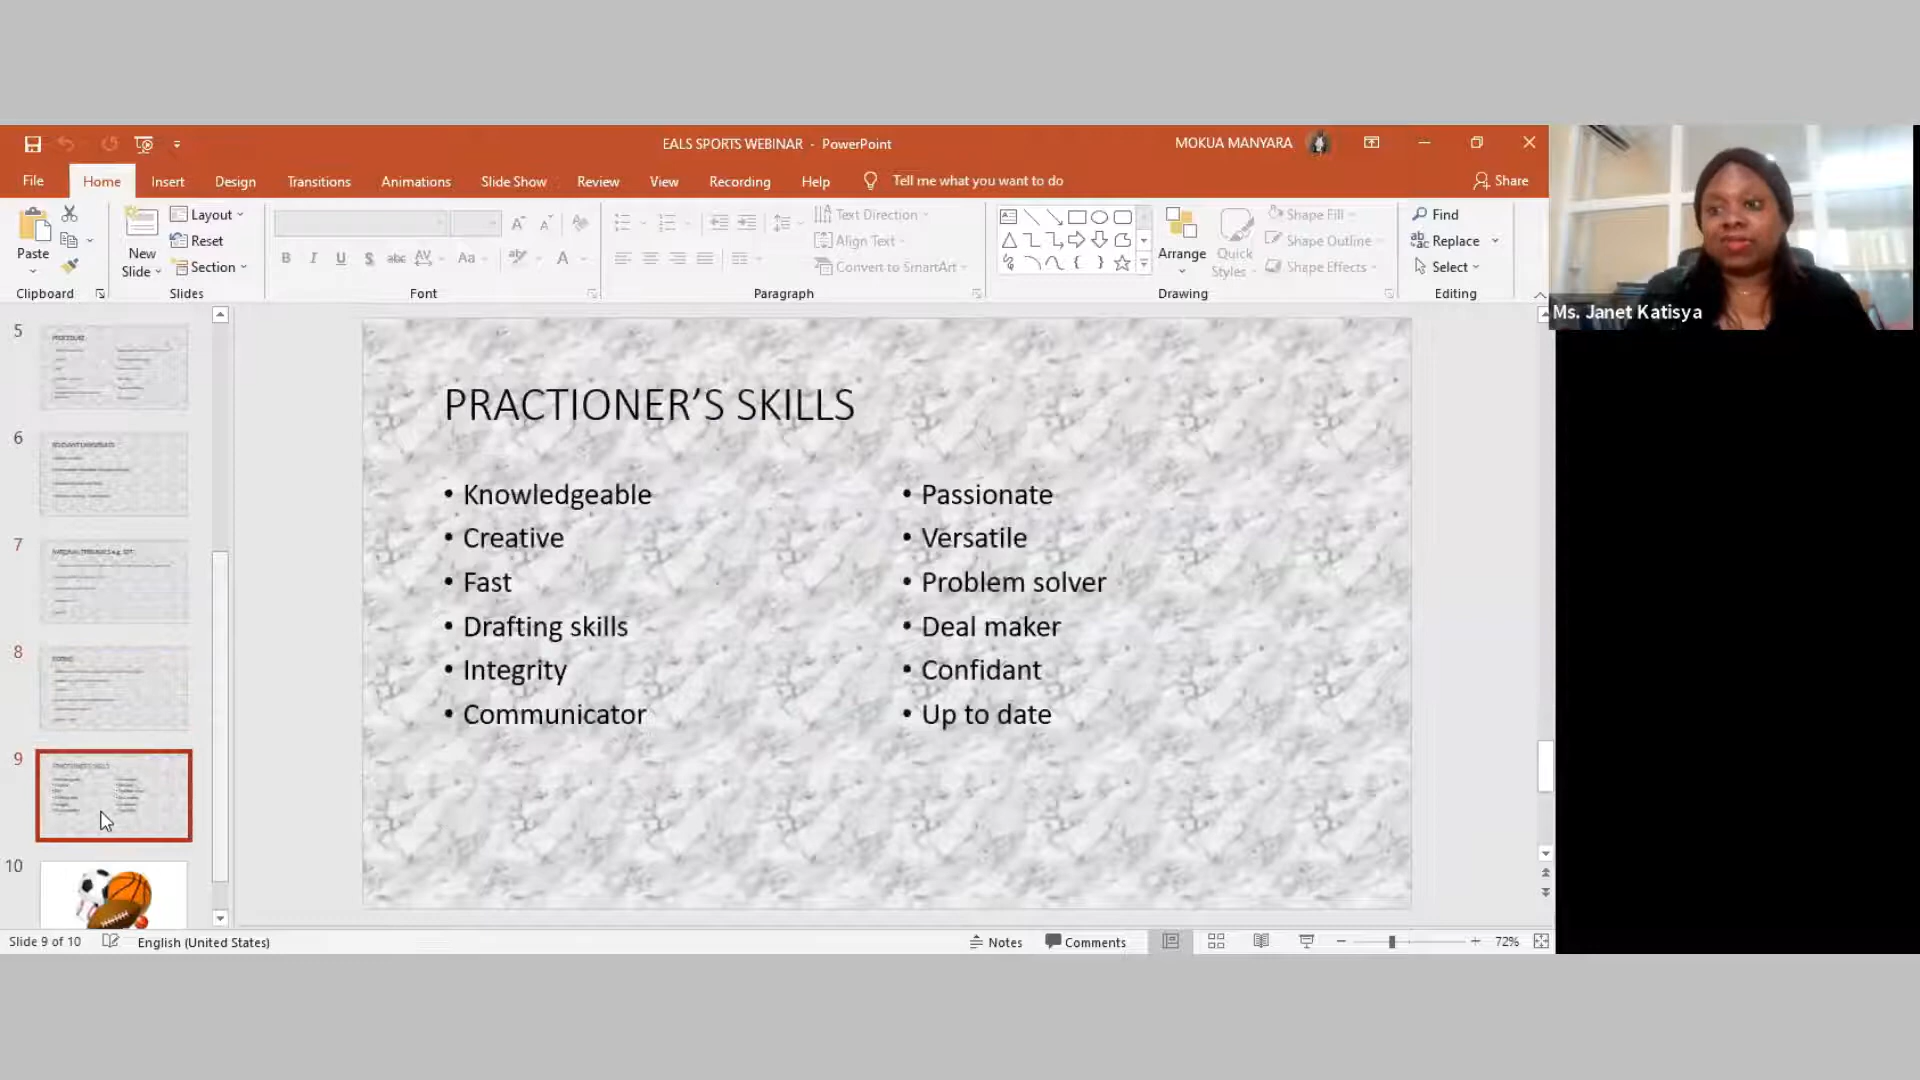 EALS SPORTS WEBINAR - PowerPoint
MOKUA MANYARA
File Home Insert Design Transitions Animations Slide Show Review View Recording Help Tell me what you want to do Share
Paste
New Slide
Layout
Reset
Section
Text Direction
Align Text
Convert to SmartArt
Arrange
Quick Styles
Shape Fill
Shape Outline
Shape Effects
Find
Replace
Select
Clipboard Slides Font Paragraph Drawing Editing
Ms. Janet Katisya
5
PROCEDURE
6
7
8
9
PRACTIONER'S SKILLS
10
PRACTIONER’S SKILLS
• Knowledgeable
• Creative
• Fast
• Drafting skills
• Integrity
• Communicator
• Passionate
• Versatile
• Problem solver
• Deal maker
• Confidant
• Up to date
Slide 9 of 10 English (United States) Notes Comments 72%